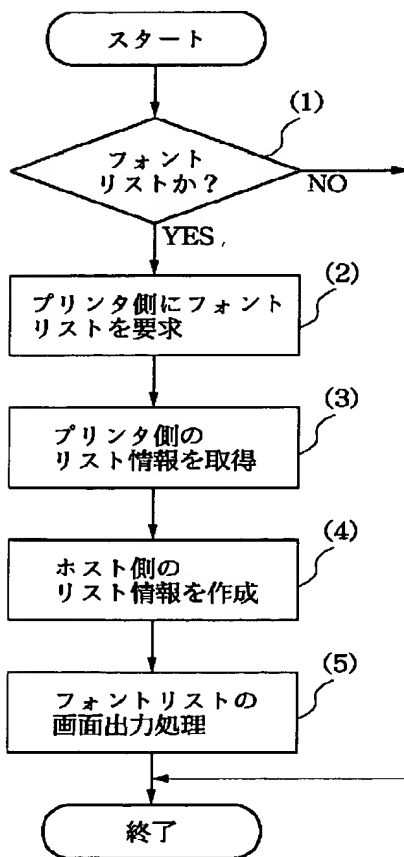 スタート
(1)
フォント
リストか?
NO
YES
(2)
プリンタ側にフォント
リストを要求
(3)
プリンタ側の
リスト情報を取得
(4)
ホスト側の
リスト情報を作成
(5)
フォントリストの
画面出力処理
終了